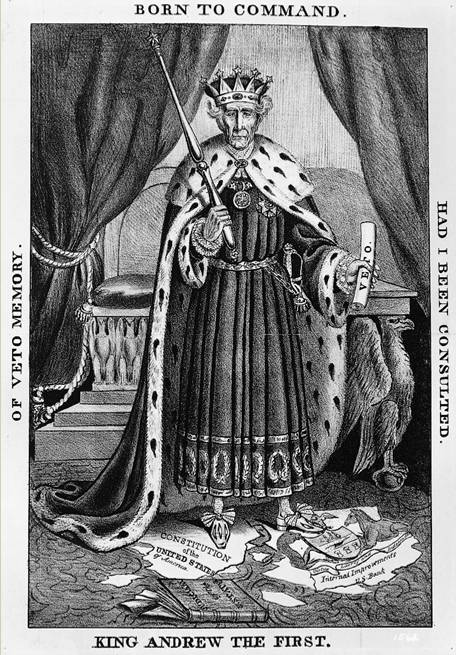 BORN TO COMMAND.
OF VETO MEMORY.
HAD I BEEN CONSULTED.
VETO.
CONSTITUTION
of the
UNITED STATES
of America.
Internal Improvements
U.S. Bank
KING ANDREW THE FIRST.